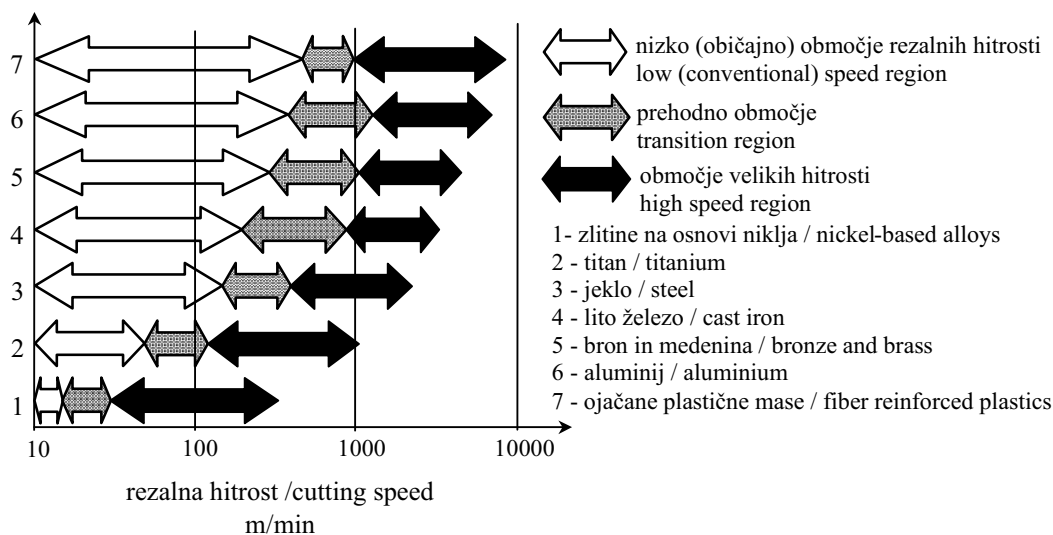 7
6
5
4
3
2
1
10
100
1000
10000
rezalna hitrost /cutting speed
m/min
nizko (običajno) območje rezalnih hitrosti
low (conventional) speed region
prehodno območje
transition region
območje velikih hitrosti
high speed region
1- zlitine na osnovi niklja / nickel-based alloys
2 - titan / titanium
3 - jeklo / steel
4 - lito železo / cast iron
5 - bron in medenina / bronze and brass
6 - aluminij / aluminium
7 - ojačane plastične mase / fiber reinforced plastics